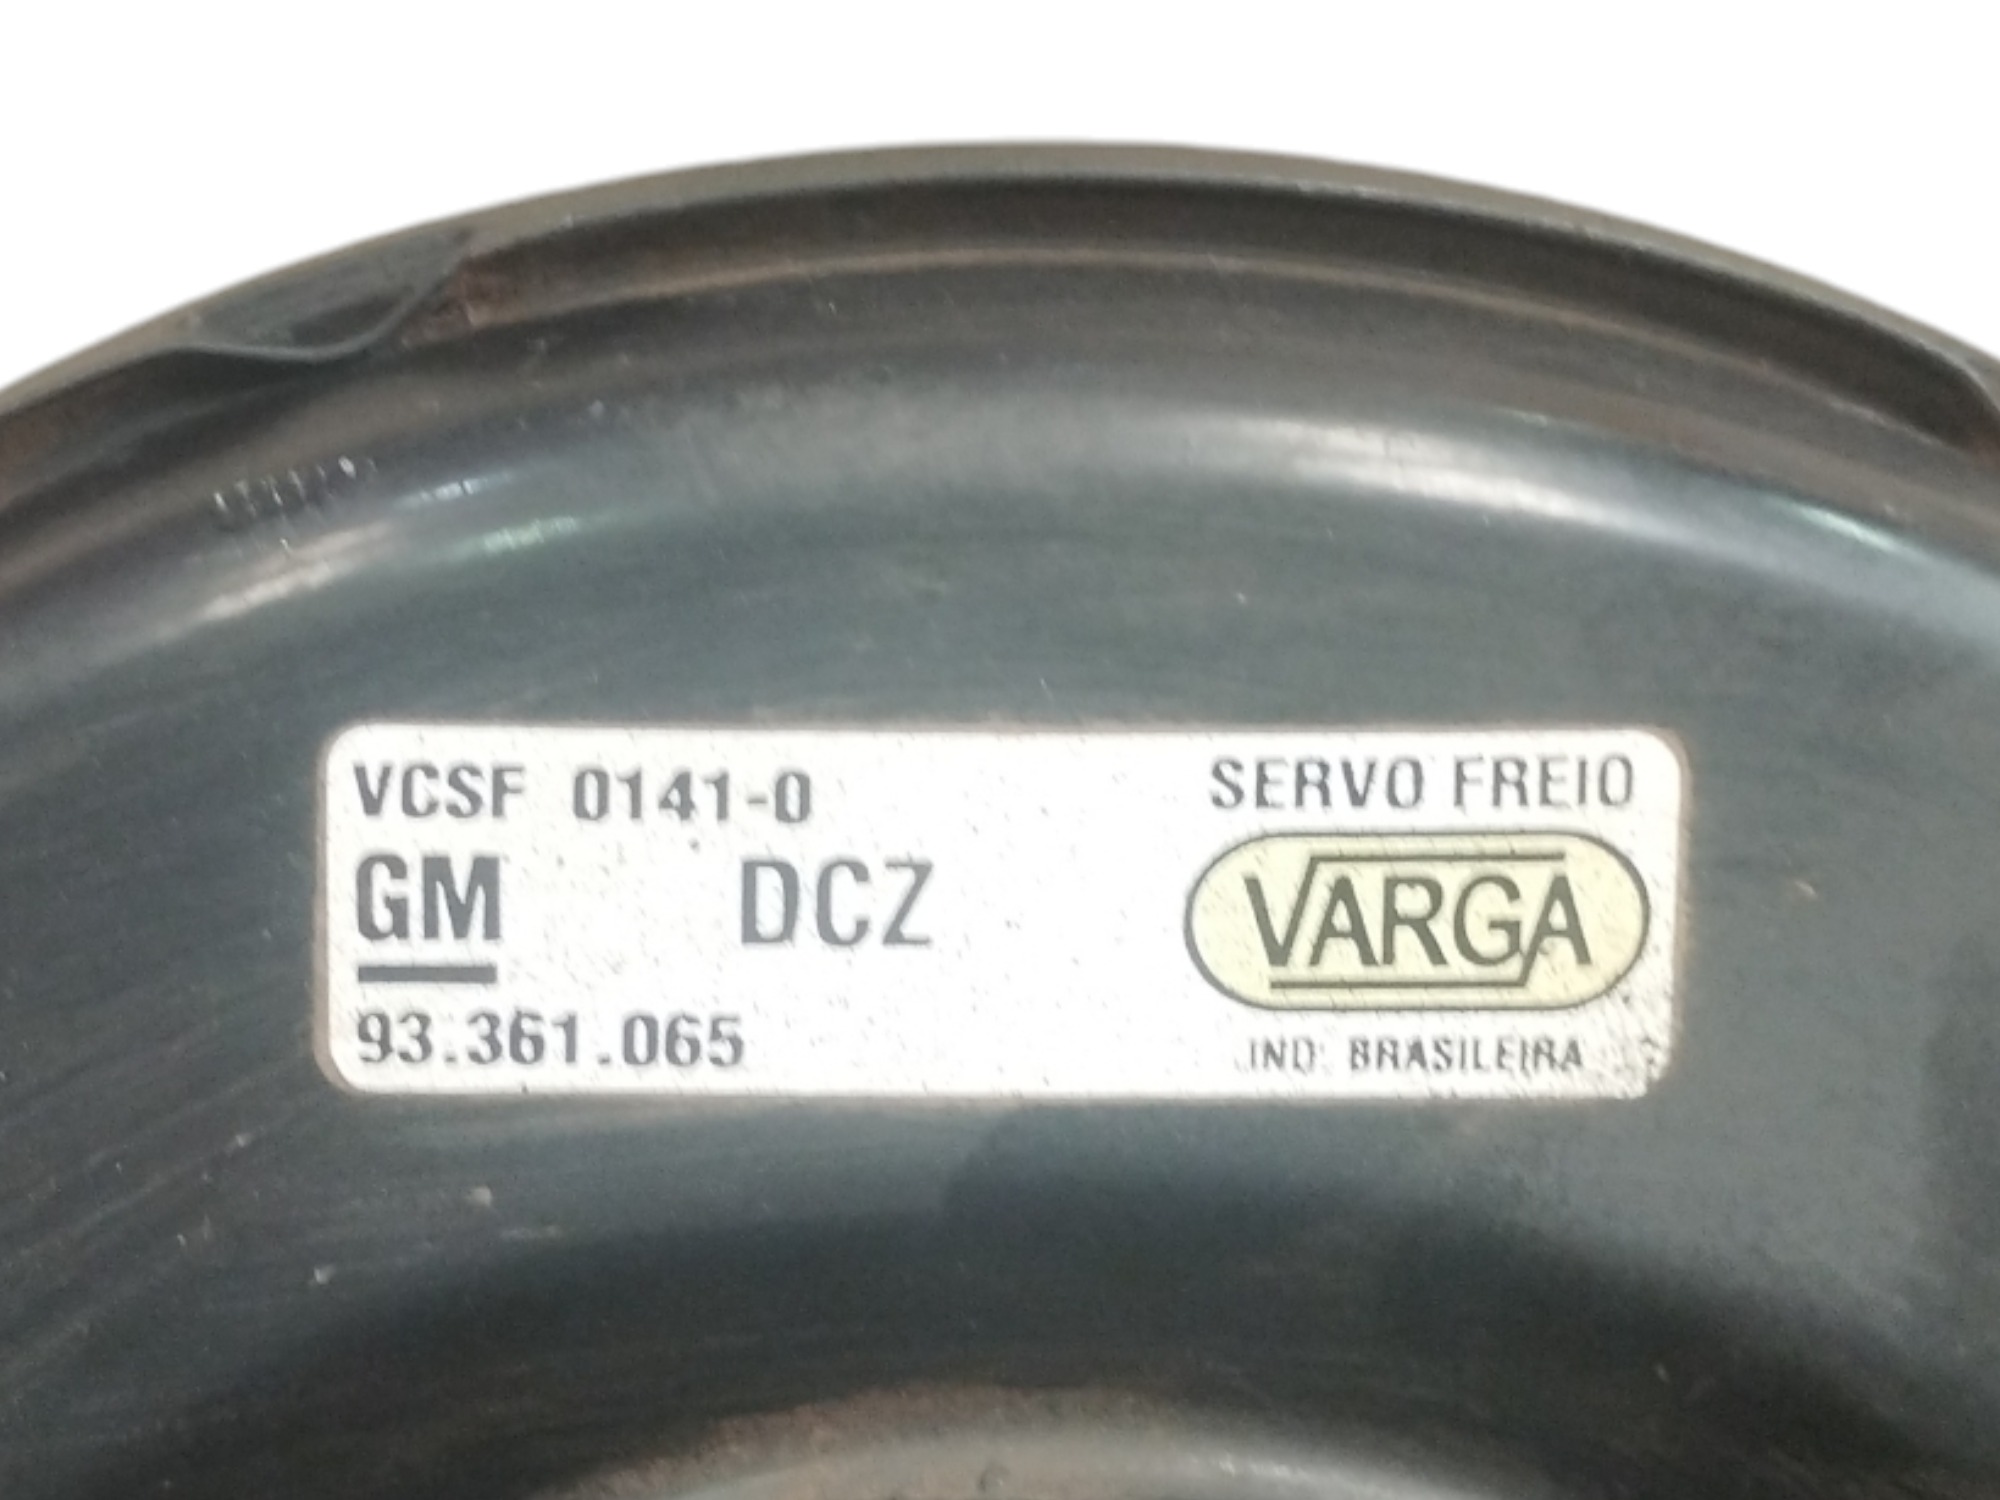 VCSF 0141-0
GM DCZ
93.361.065
SERVO FREIO
VARGA
IND. BRASILEIRA